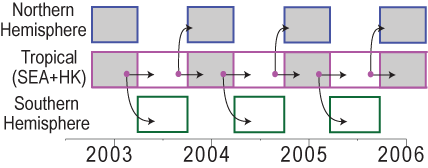 Northern
Hemisphere
Tropical
(SEA+HK)
Southern
Hemisphere
2003 2004 2005 2006